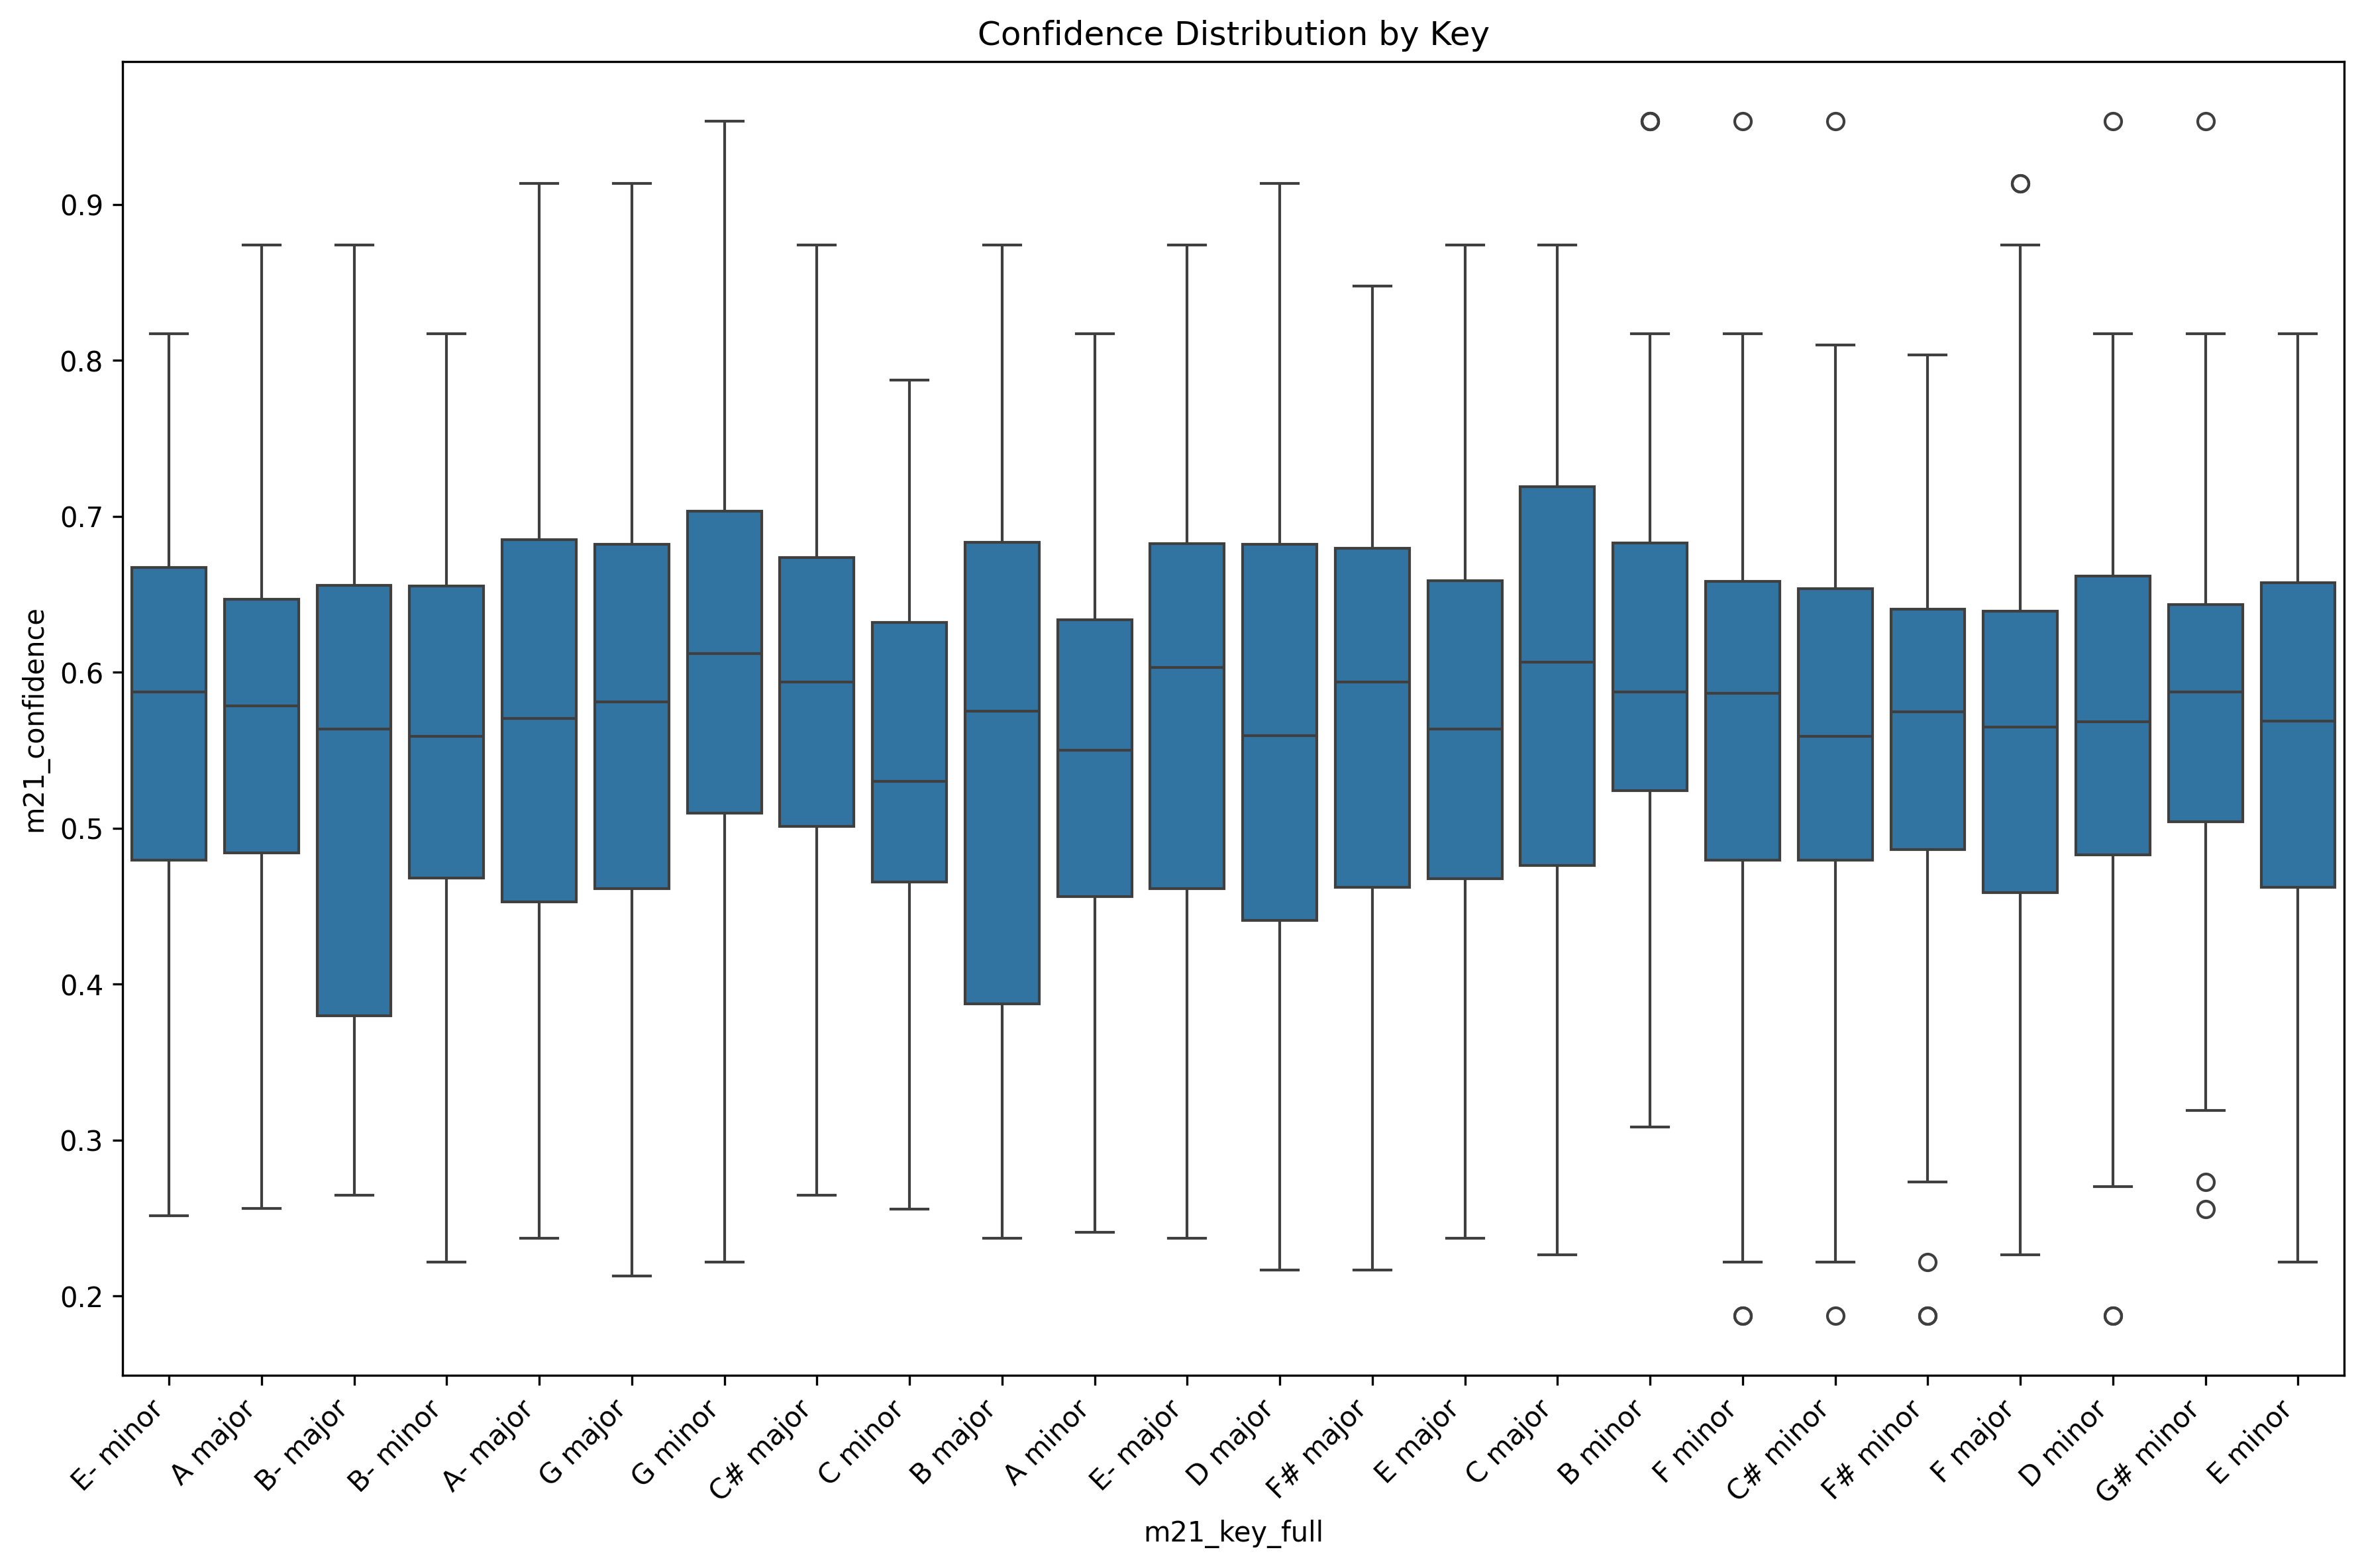 Confidence Distribution by Key
m21_confidence
0.9
0.8
0.7
0.6
0.5
0.4
0.3
0.2
E- minor
A major
B- major
B- minor
A- major
G major
G minor
C# major
C minor
B major
A minor
E- major
D major
F# major
E major
C major
B minor
F minor
C# minor
F# minor
F major
D minor
G# minor
E minor
m21_key_full